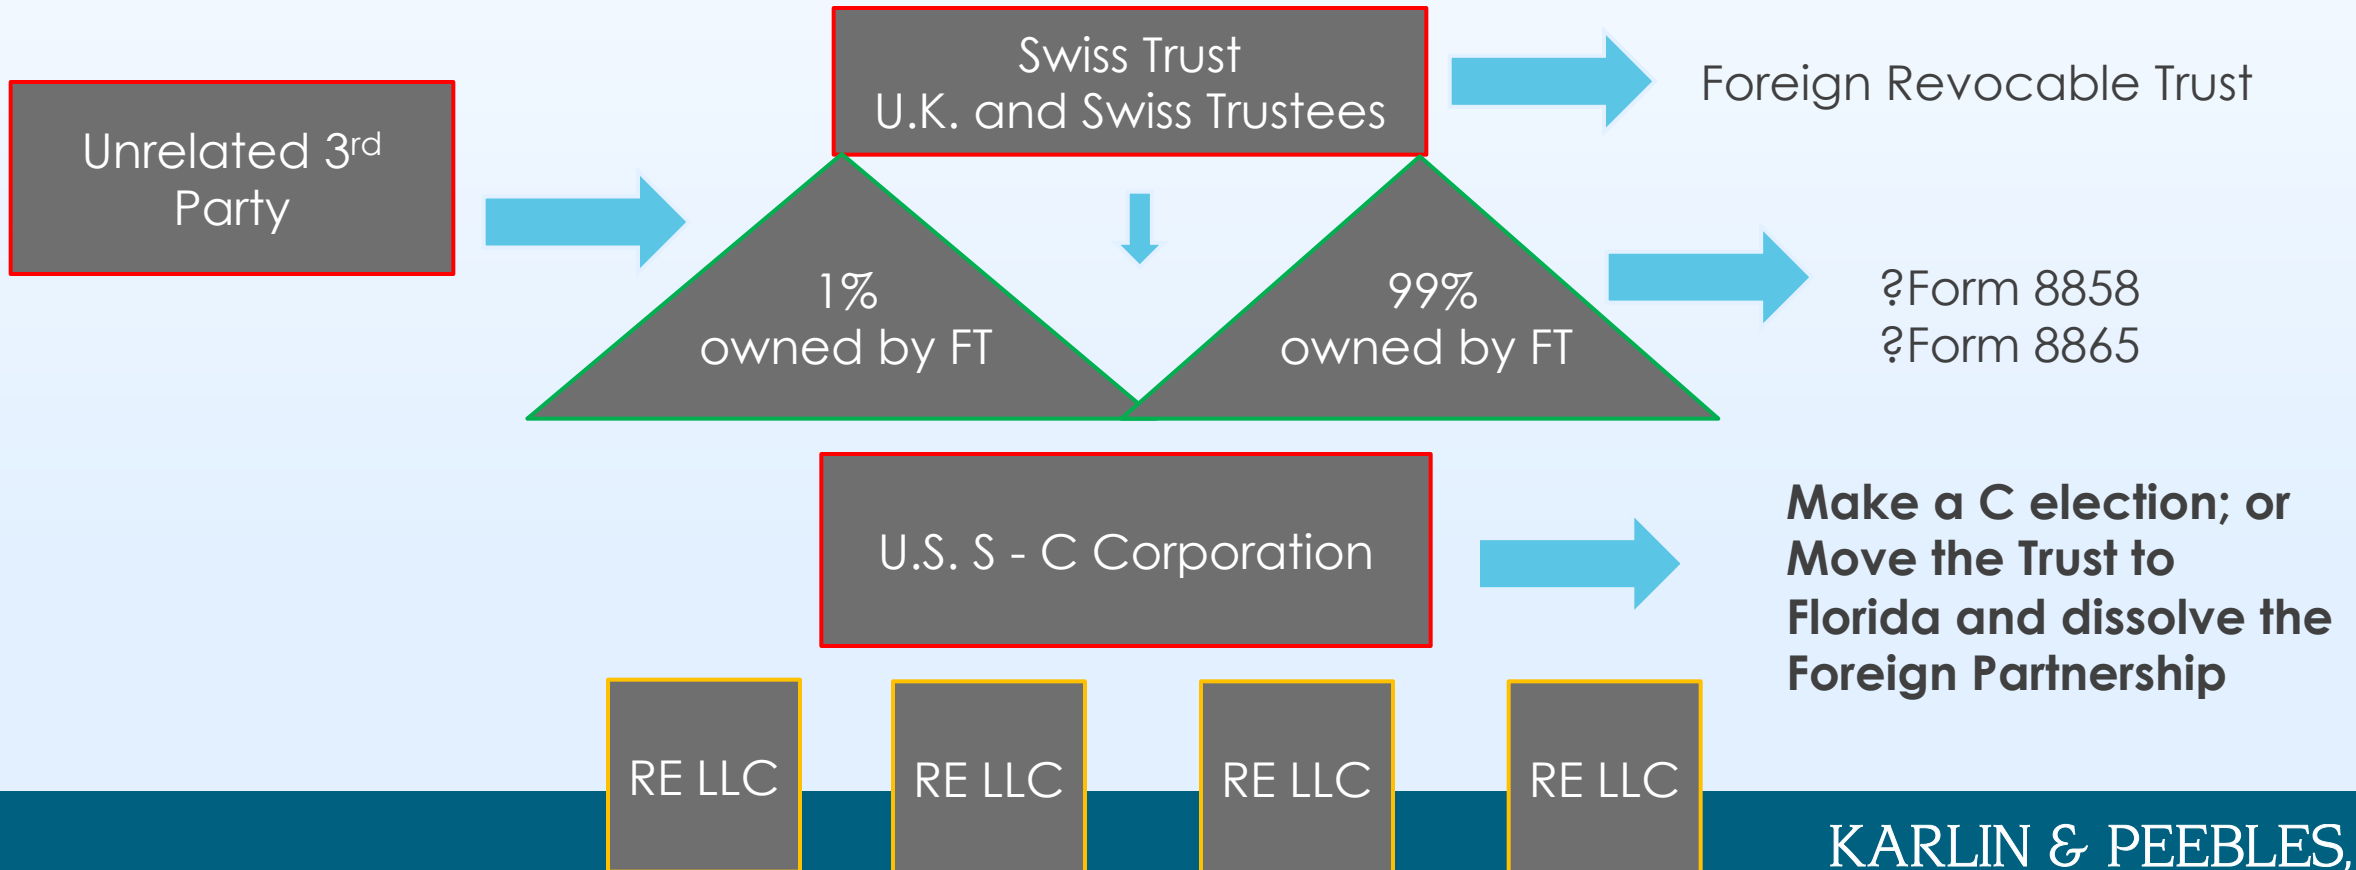 Swiss Trust
U.K. and Swiss Trustees
Foreign Revocable Trust
Unrelated 3rd
Party
1%
owned by FT
99%
owned by FT
?Form 8858
?Form 8865
U.S. S - C Corporation
Make a C election; or
Move the Trust to
Florida and dissolve the
Foreign Partnership
RE LLC
RE LLC
RE LLC
RE LLC
KARLIN & PEEBLES,